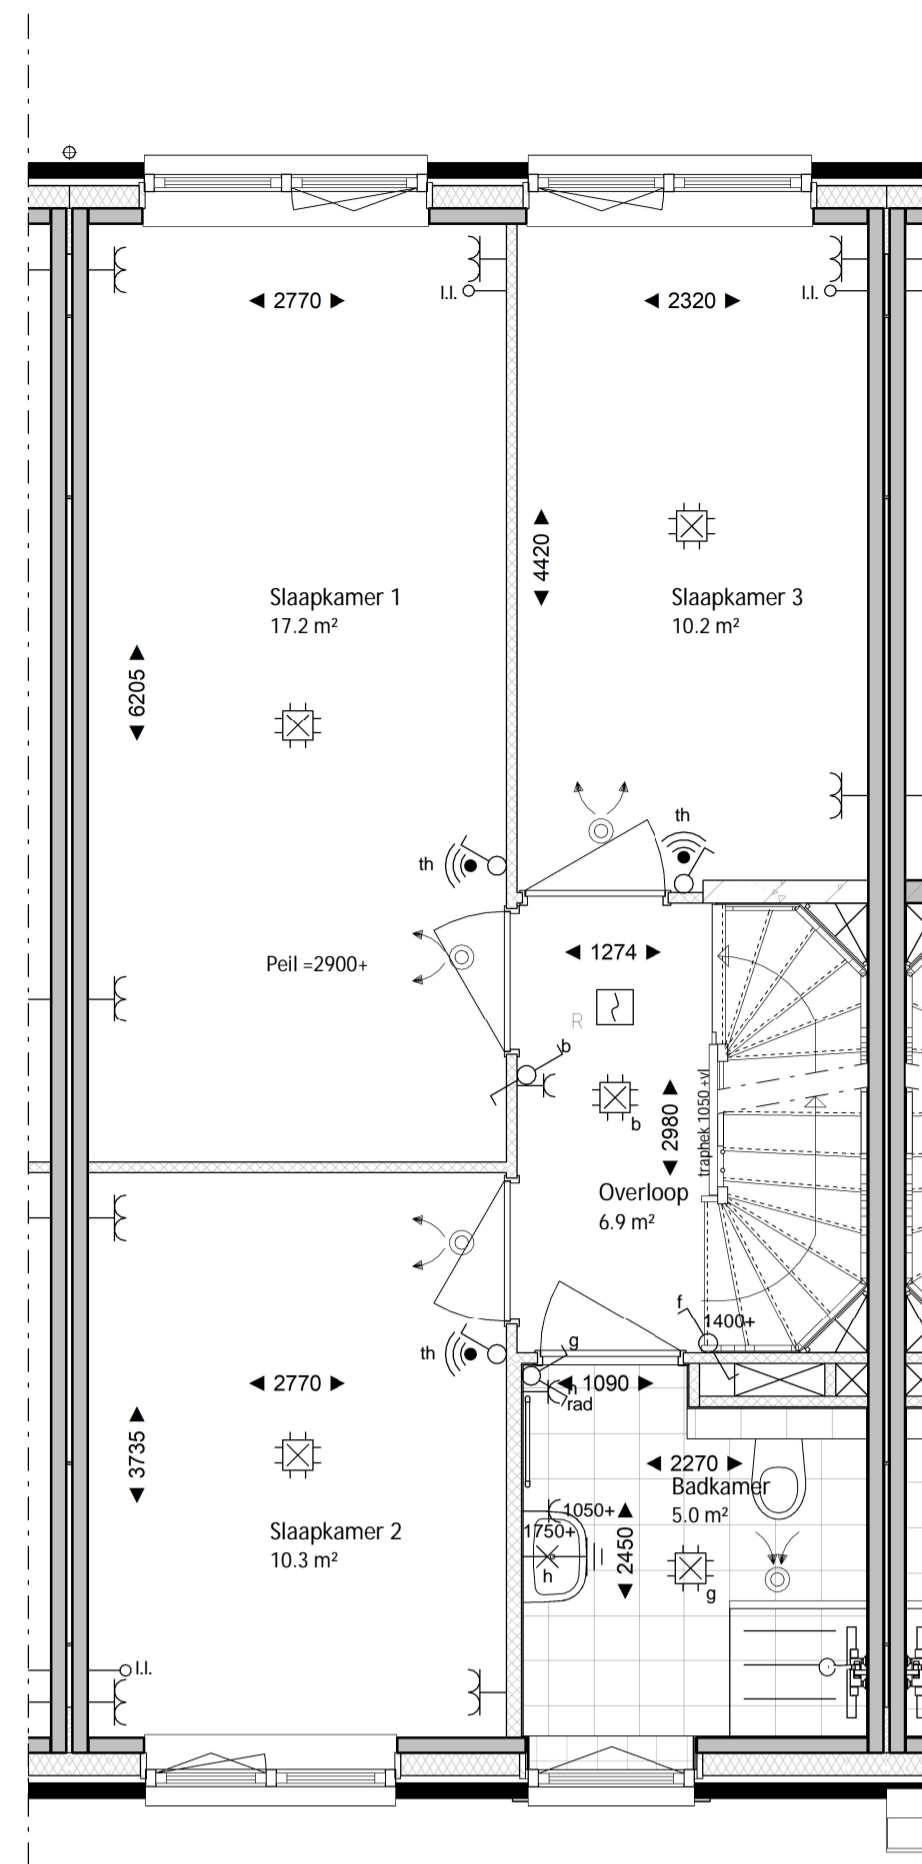 l.l.
l.l.
◄ 2770 ►
◄ 2320 ►
◄ 4420 ►
Slaapkamer 1
17.2 m²
Slaapkamer 3
10.2 m²
◄ 6205 ►
th
th
Peil =2900+
◄ 1274 ►
R
b
b
◄ 2980 ►
traphek 1050 +vl
Overloop
6.9 m²
f
1400+
g
th
◄ 2770 ►
h
◄ 1090 ►
rad
◄ 3735 ►
◄ 2270 ►
Badkamer
5.0 m²
1050+
1750+
◄ 2450 ►
h
g
Slaapkamer 2
10.3 m²
l.l.